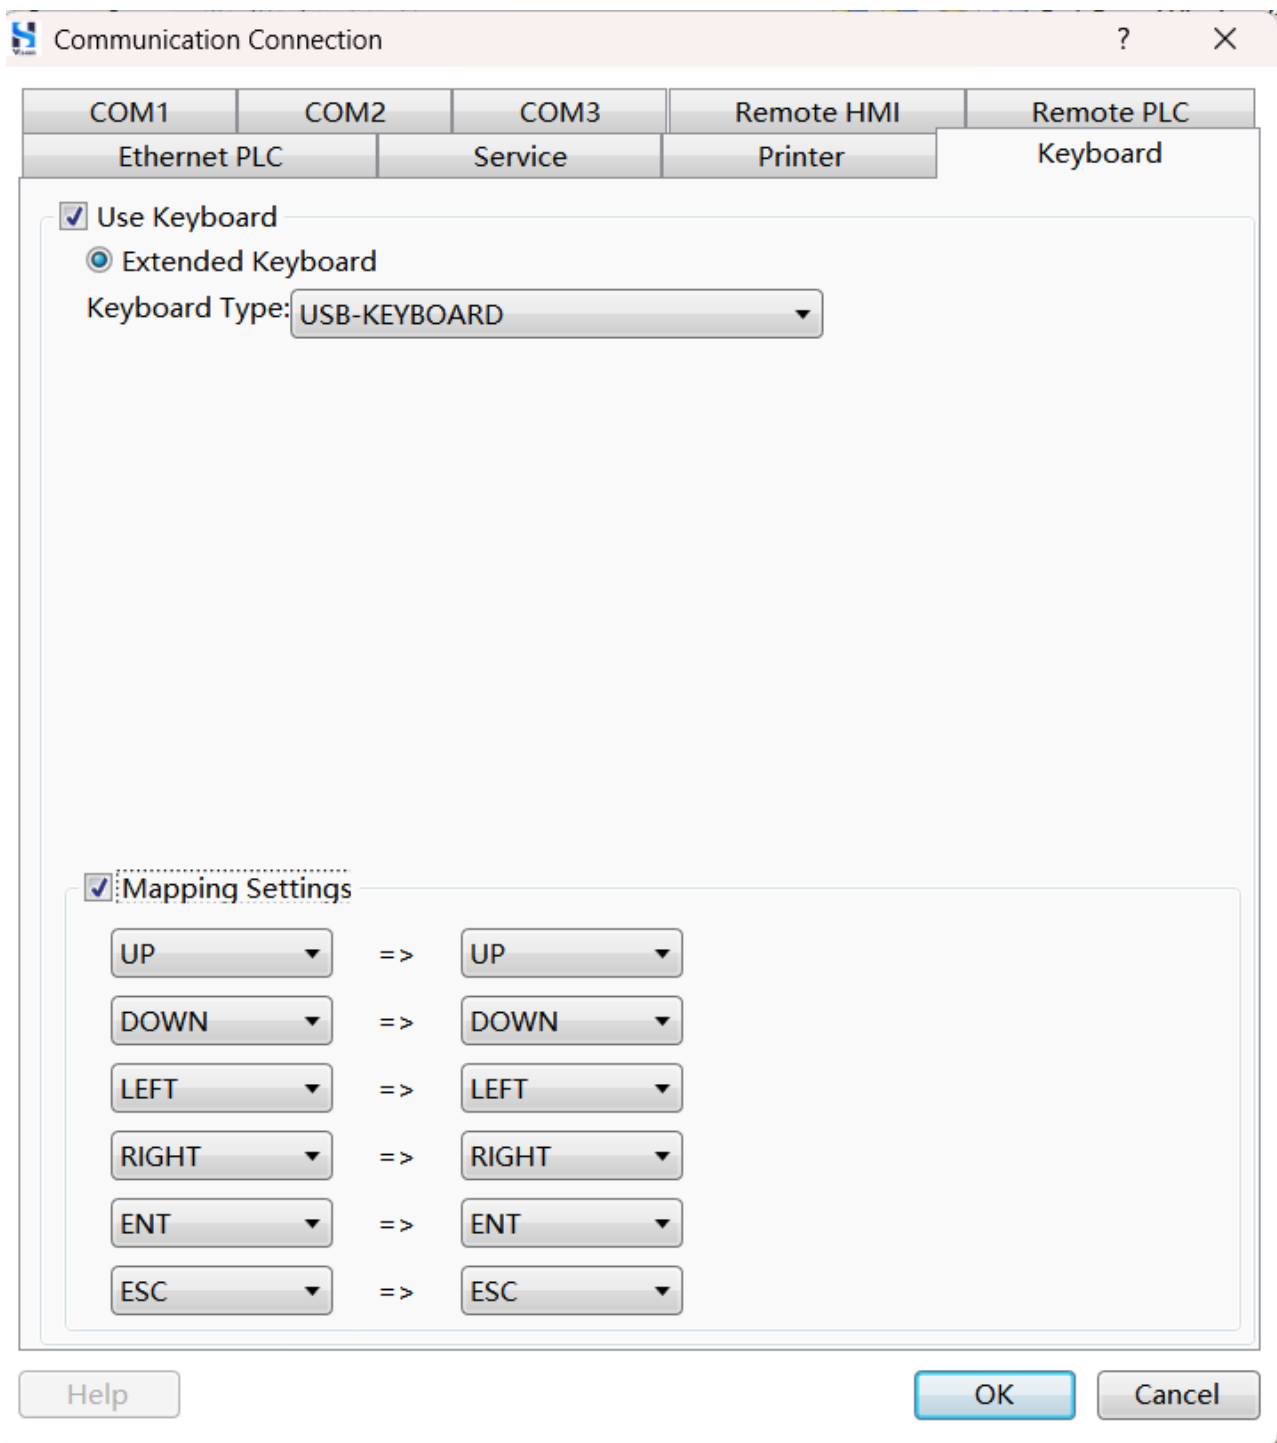 Communication Connection ?
COM1 COM2 COM3 Remote HMI Remote PLC
Ethernet PLC Service Printer Keyboard
Use Keyboard
Extended Keyboard
Keyboard Type: USB-KEYBOARD
Mapping Settings
UP => UP
DOWN => DOWN
LEFT => LEFT
RIGHT => RIGHT
ENT => ENT
ESC => ESC
Help OK Cancel